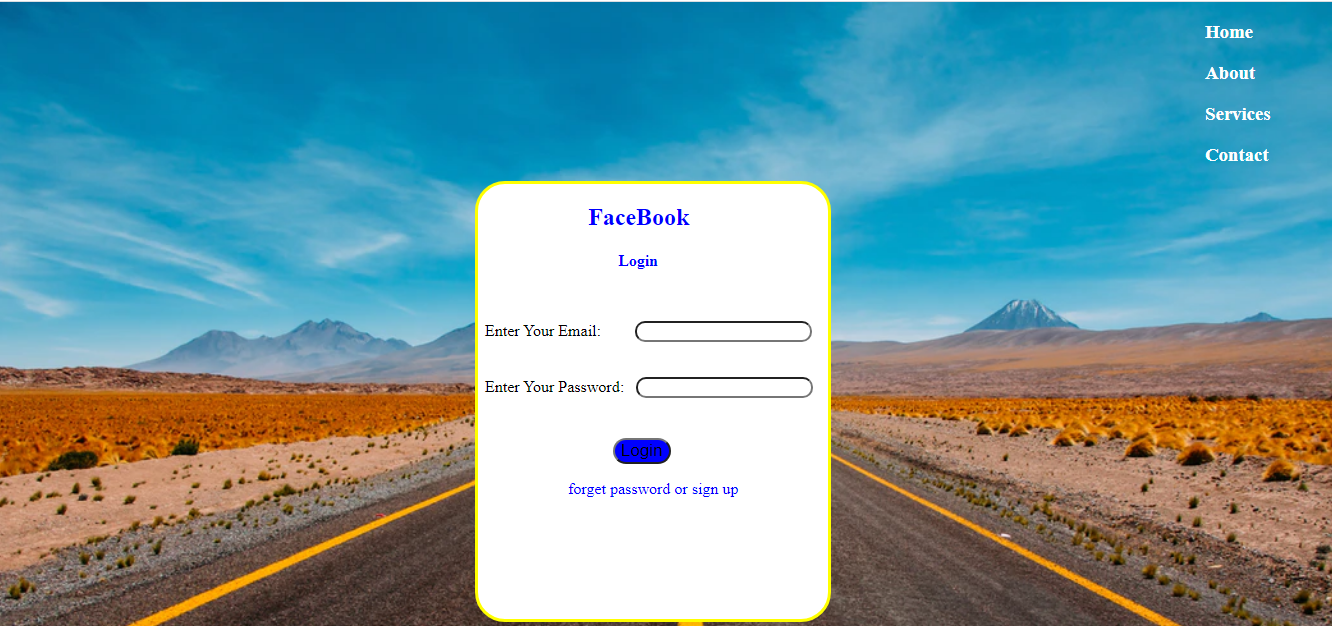 Home
About
Services
Contact
FaceBook
Login
Enter Your Email:
Enter Your Password:
Login
forget password or sign up